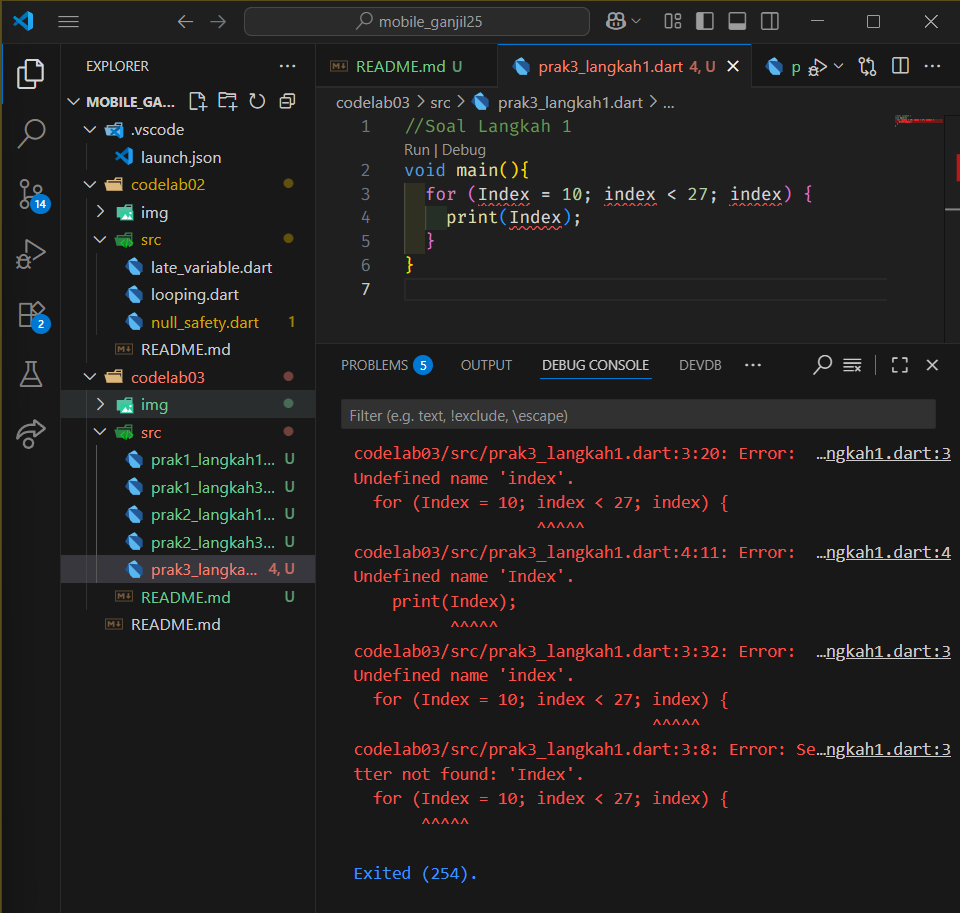 mobile_ganjil25
EXPLORER
MOBILE_GA...
.vscode
launch.json
codelab02
img
src
late_variable.dart
looping.dart
null_safety.dart 1
README.md
codelab03
img
src
prak1_langkah1... U
prak1_langkah3... U
prak2_langkah1... U
prak2_langkah3... U
prak3_langka... 4, U
README.md U
README.md
14
2
README.md U
prak3_langkah1.dart 4, U
p
codelab03 > src > prak3_langkah1.dart > ...
1 //Soal Langkah 1
Run | Debug
2 void main(){
3 for (Index = 10; index < 27; index) {
4 print(Index);
5 }
6 }
7
PROBLEMS 5 OUTPUT DEBUG CONSOLE DEVDB ...
Filter (e.g. text, !exclude, \escape)
codelab03/src/prak3_langkah1.dart:3:20: Error: …ngkah1.dart:3
Undefined name 'index'.
for (Index = 10; index < 27; index) {
^^^^^
codelab03/src/prak3_langkah1.dart:4:11: Error: …ngkah1.dart:4
Undefined name 'Index'.
print(Index);
^^^^^
codelab03/src/prak3_langkah1.dart:3:32: Error: …ngkah1.dart:3
Undefined name 'index'.
for (Index = 10; index < 27; index) {
^^^^^
codelab03/src/prak3_langkah1.dart:3:8: Error: Se…ngkah1.dart:3
tter not found: 'Index'.
for (Index = 10; index < 27; index) {
^^^^^
Exited (254).